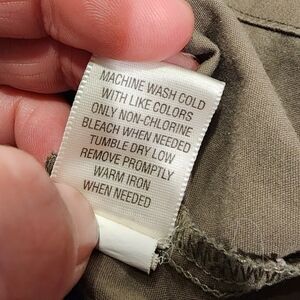 MACHINE WASH COLD
WITH LIKE COLORS
ONLY NON-CHLORINE
BLEACH WHEN NEEDED
TUMBLE DRY LOW
REMOVE PROMPTLY
WARM IRON
WHEN NEEDED